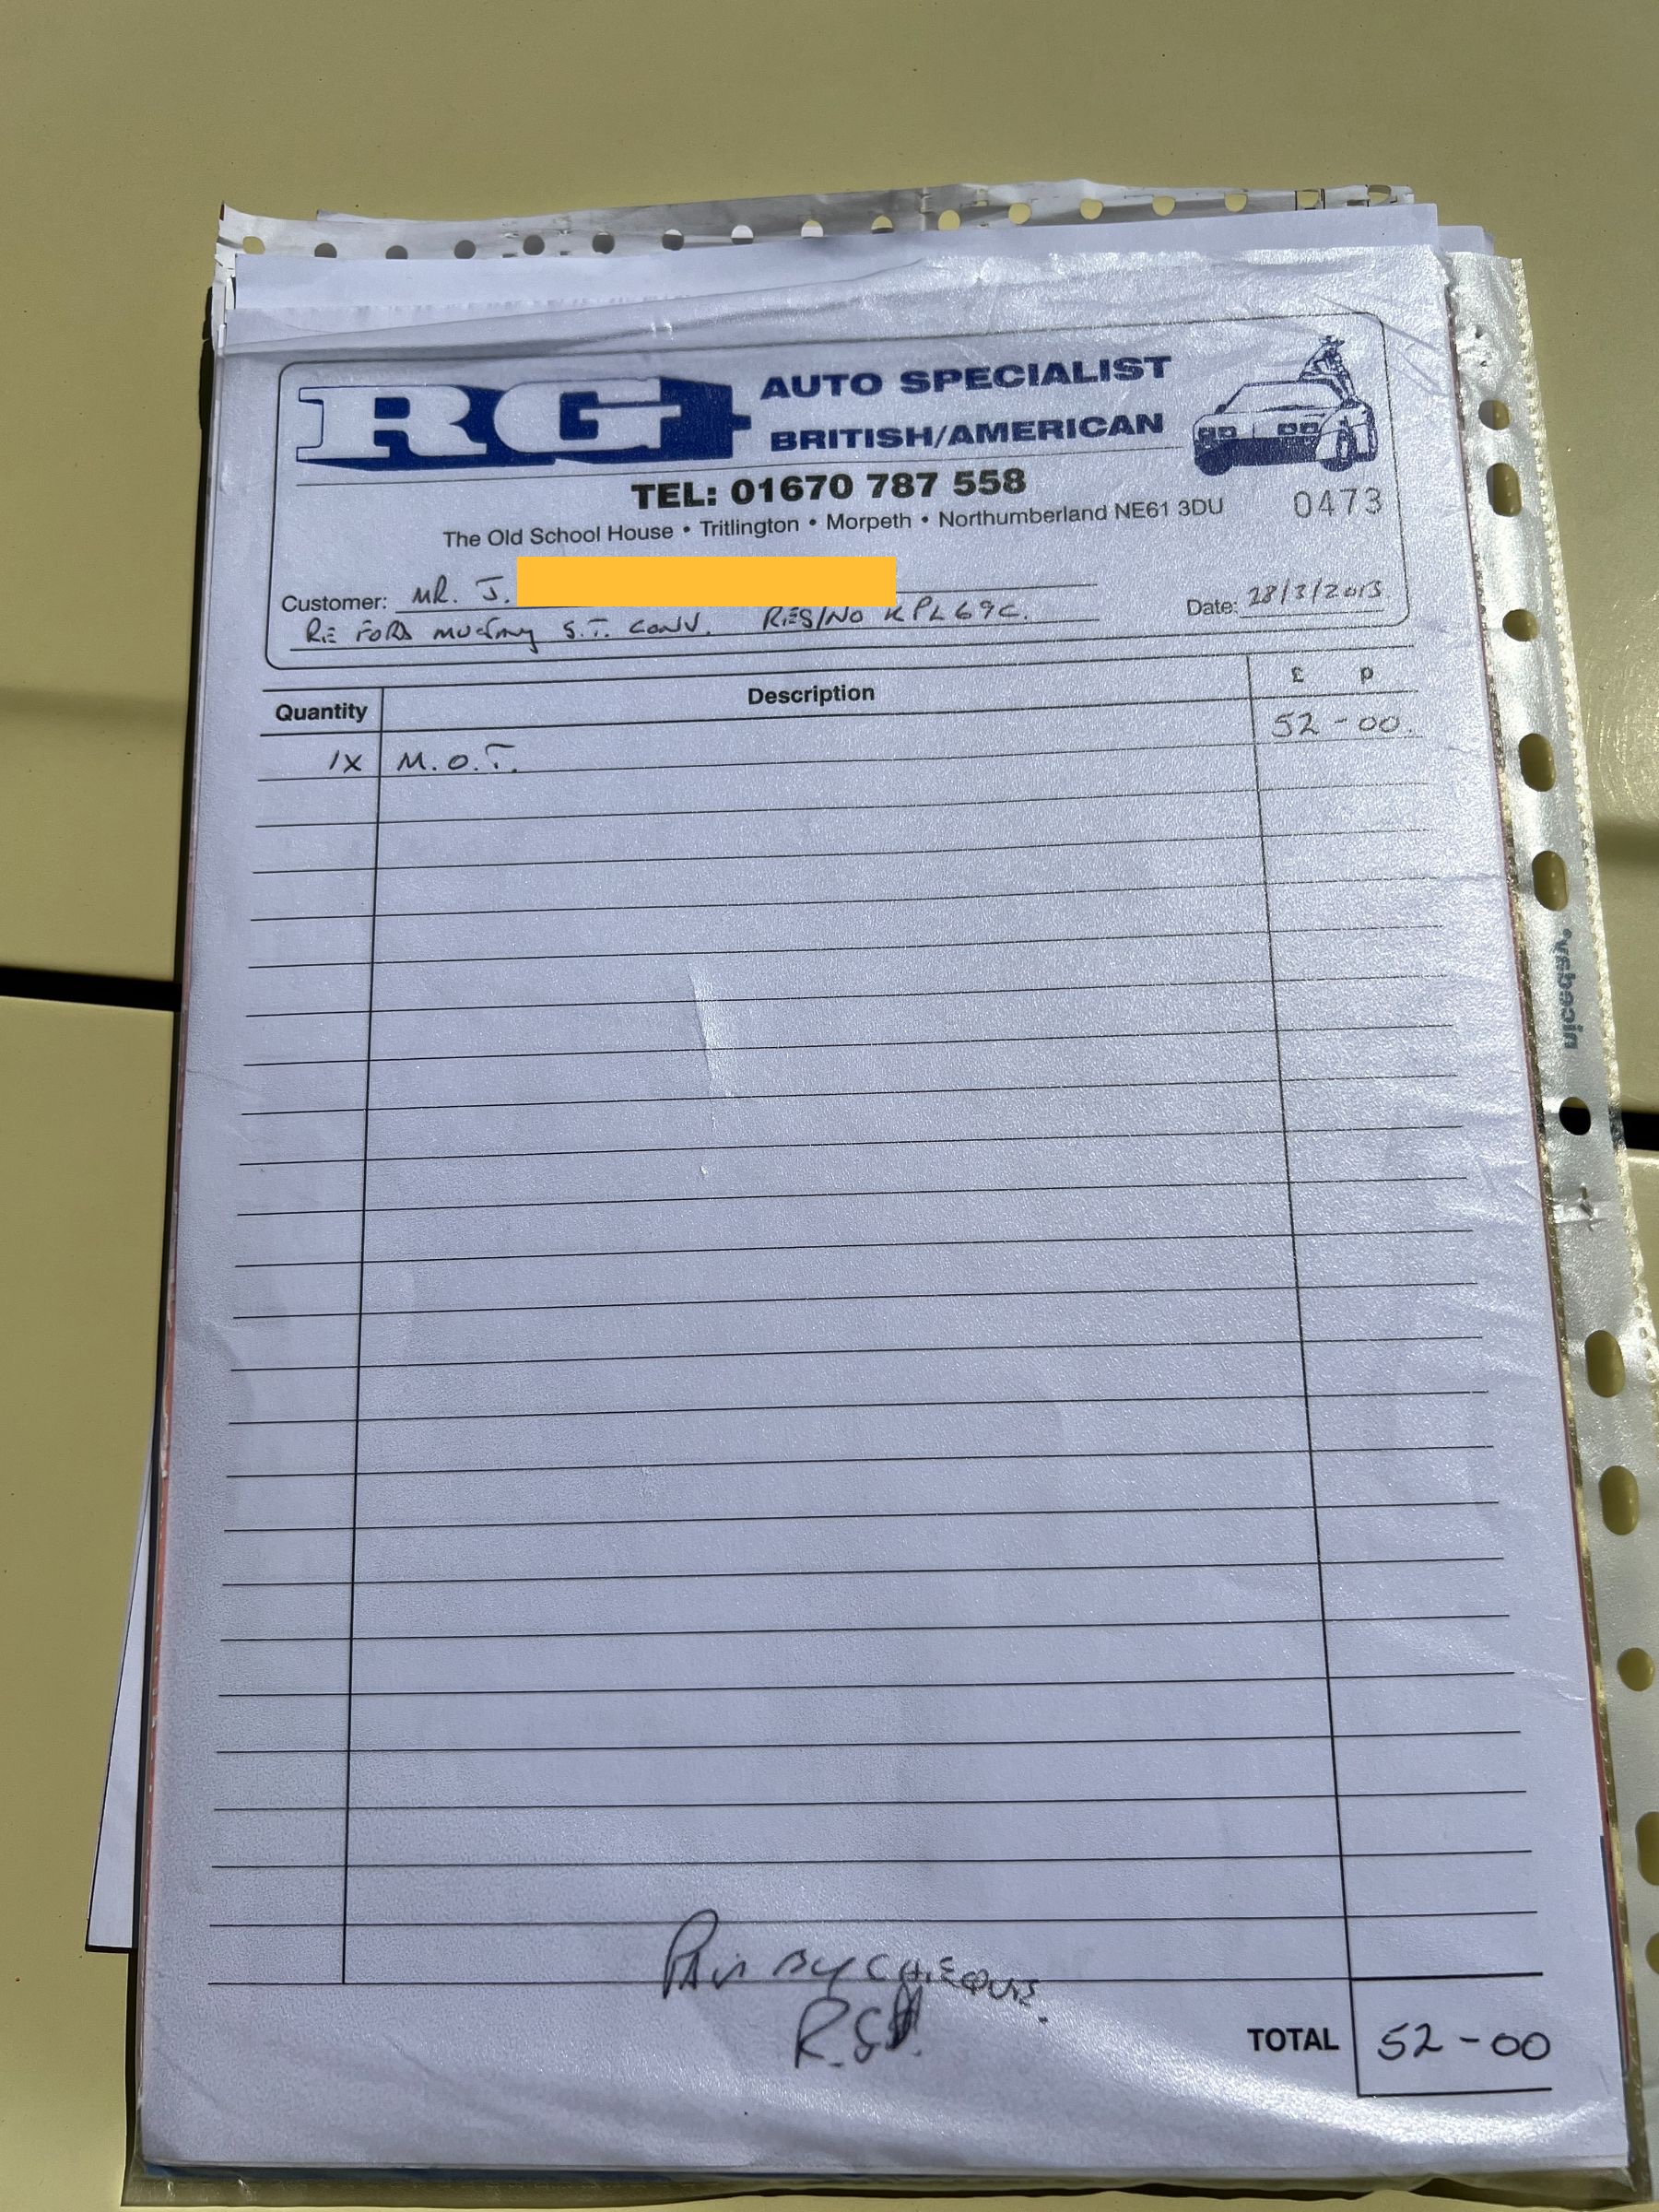 RG AUTO SPECIALIST
BRITISH/AMERICAN
TEL: 01670 787 558
The Old School House • Tritlington • Morpeth • Northumberland NE61 3DU
0473
Customer: MR. J.
Date: 28/3/2013
RE FORD MUSTANG S.T. CONV. REG/NO KPL69C.
Quantity Description £ p
1X M.O.T. 52-00.
PAID BY CHEQUE.
TOTAL 52-00
niceday